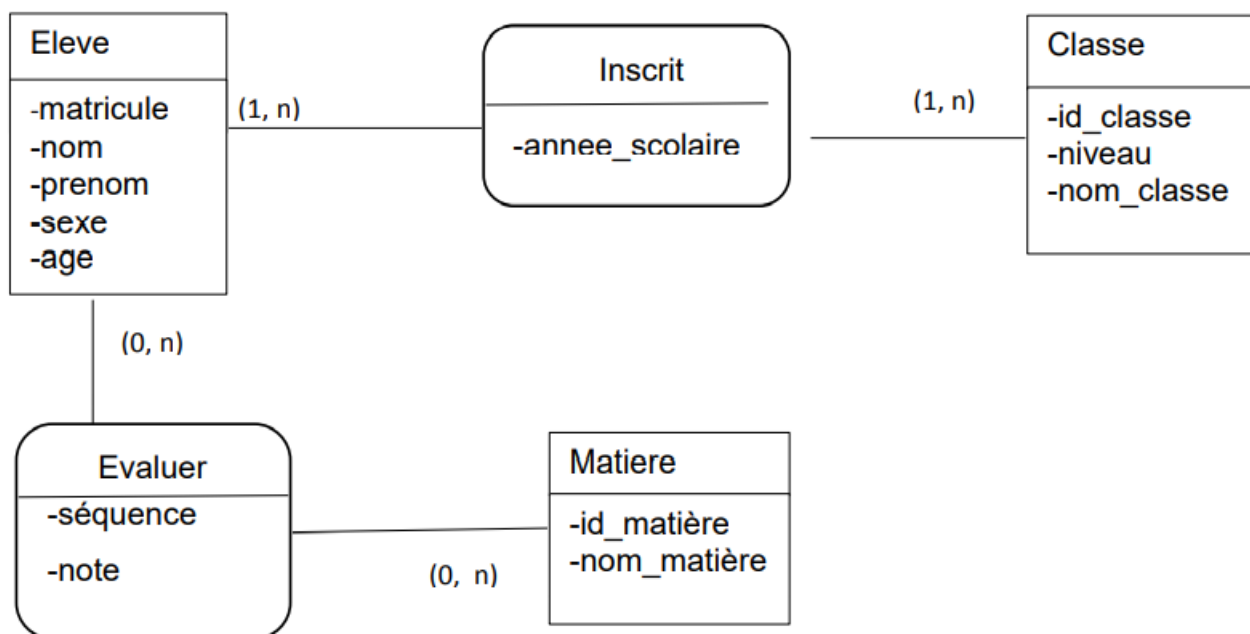 Eleve
-matricule
-nom
-prenom
-sexe
-age
(1, n)
Inscrit
-annee_scolaire
(1, n)
Classe
-id_classe
-niveau
-nom_classe
(0, n)
Evaluer
-séquence
-note
(0, n)
Matiere
-id_matière
-nom_matière